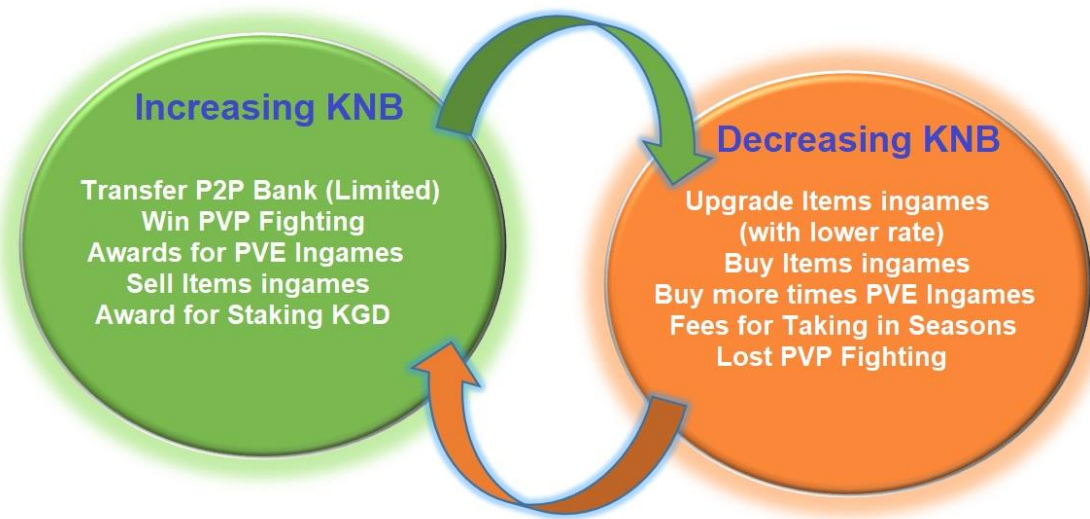 Increasing KNB
Transfer P2P Bank (Limited)
Win PVP Fighting
Awards for PVE Ingames
Sell Items ingames
Award for Staking KGD
Decreasing KNB
Upgrade Items ingames
(with lower rate)
Buy Items ingames
Buy more times PVE Ingames
Fees for Taking in Seasons
Lost PVP Fighting